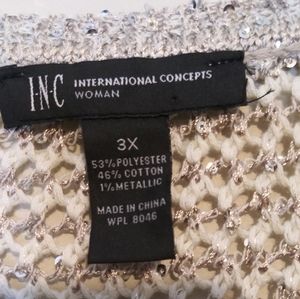 I·N·C INTERNATIONAL CONCEPTS
WOMAN
3X
53% POLYESTER
46% COTTON
1% METALLIC
MADE IN CHINA
WPL 8046